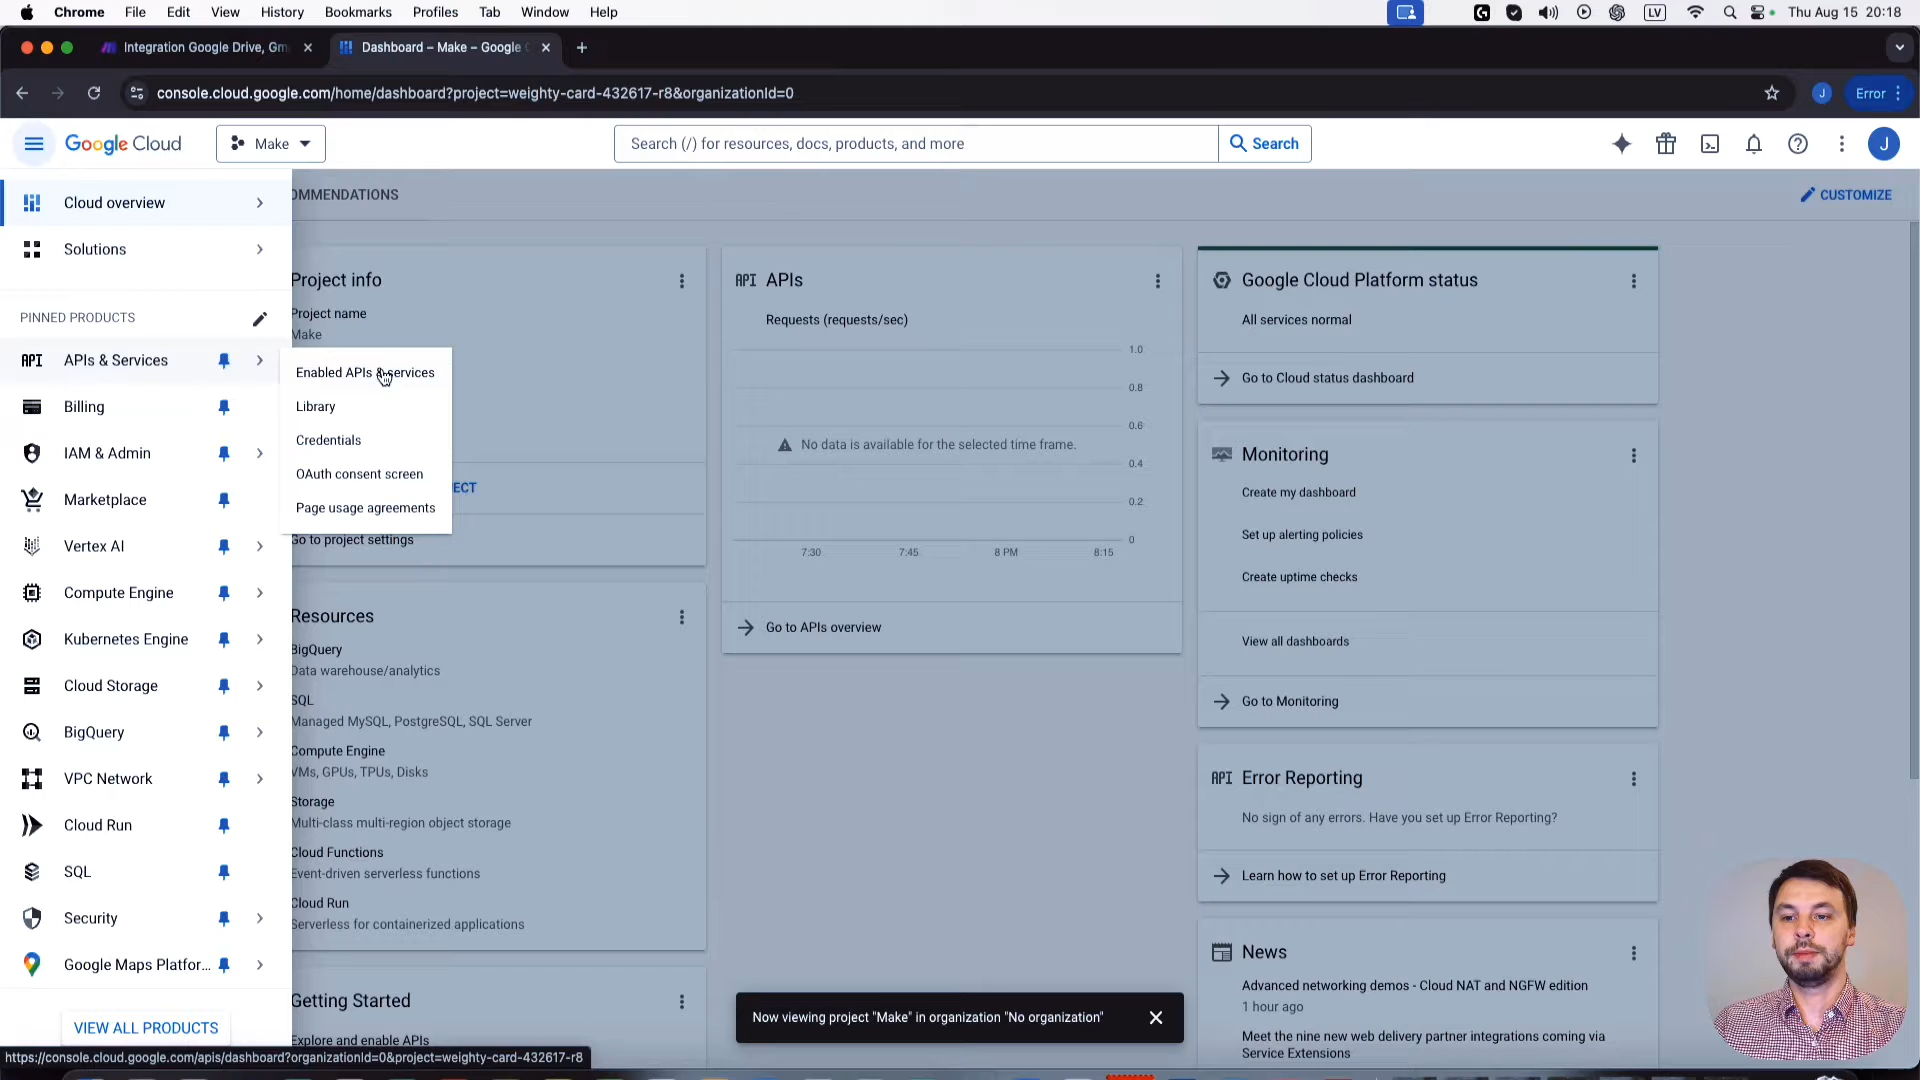 Chrome File Edit View History Bookmarks Profiles Tab Window Help LV Thu Aug 15 20:18
Integration Google Drive, Gm Dashboard – Make – Google
console.cloud.google.com/home/dashboard?project=weighty-card-432617-r8&organizationId=0 J Error
Google Cloud Make Search (/) for resources, docs, products, and more Search J
Cloud overview
Solutions
PINNED PRODUCTS
API APIs & Services
Billing
IAM & Admin
Marketplace
Vertex AI
Compute Engine
Kubernetes Engine
Cloud Storage
BigQuery
VPC Network
Cloud Run
SQL
Security
Google Maps Platfor...
VIEW ALL PRODUCTS
https://console.cloud.google.com/apis/dashboard?organizationId=0&project=weighty-card-432617-r8
Enabled APIs & services
Library
Credentials
OAuth consent screen
Page usage agreements
OMMENDATIONS
CUSTOMIZE
Project info
Project name
Make
ECT
Go to project settings
Resources
BigQuery
Data warehouse/analytics
SQL
Managed MySQL, PostgreSQL, SQL Server
Compute Engine
VMs, GPUs, TPUs, Disks
Storage
Multi-class multi-region object storage
Cloud Functions
Event-driven serverless functions
Cloud Run
Serverless for containerized applications
Getting Started
Explore and enable APIs
API APIs
Requests (requests/sec)
1.0
0.8
0.6
No data is available for the selected time frame.
0.4
0.2
0
7:30 7:45 8 PM 8:15
Go to APIs overview
Now viewing project "Make" in organization "No organization"
Google Cloud Platform status
All services normal
Go to Cloud status dashboard
Monitoring
Create my dashboard
Set up alerting policies
Create uptime checks
View all dashboards
Go to Monitoring
API Error Reporting
No sign of any errors. Have you set up Error Reporting?
Learn how to set up Error Reporting
News
Advanced networking demos - Cloud NAT and NGFW edition
1 hour ago
Meet the nine new web delivery partner integrations coming via
Service Extensions